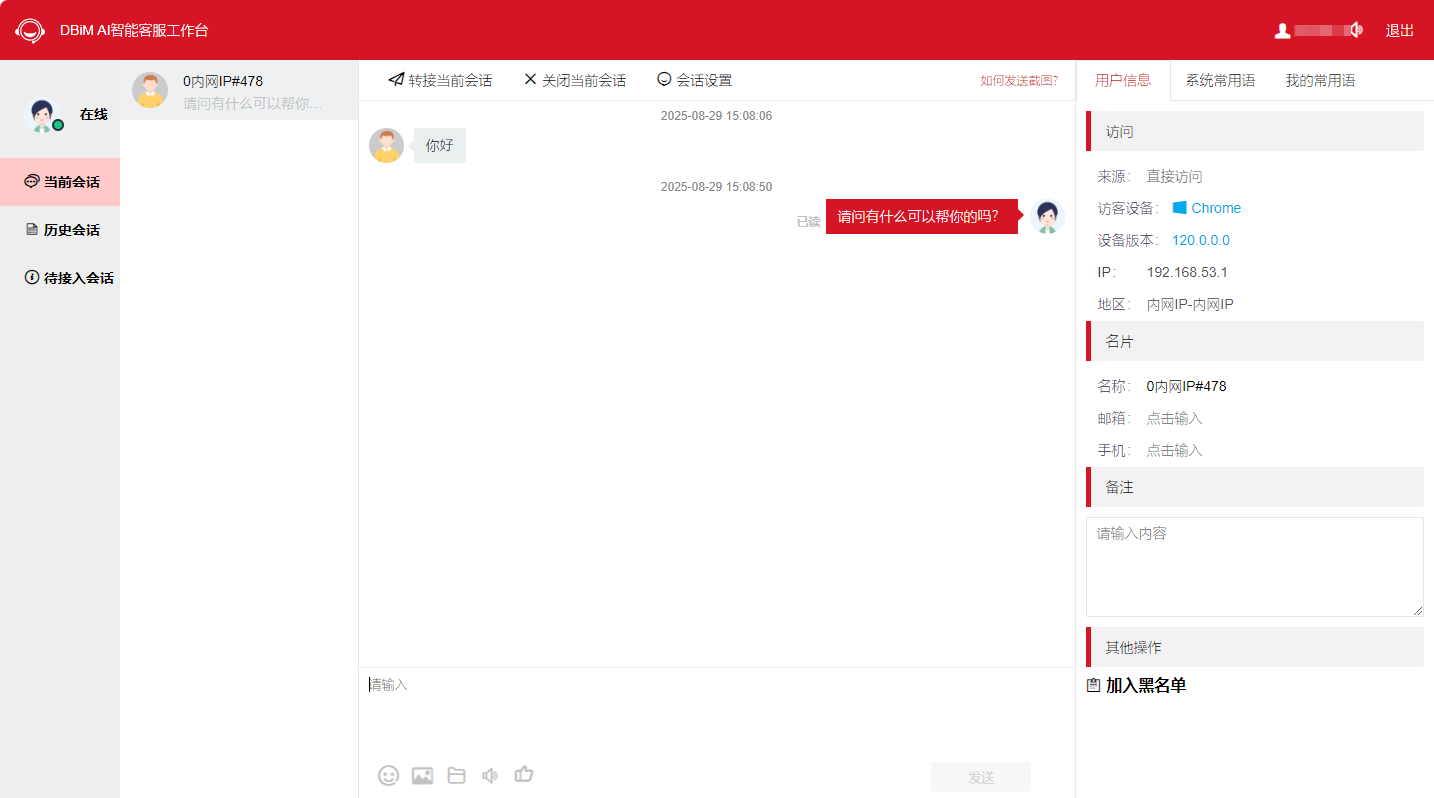 DBiM AI智能客服工作台
退出
在线
当前会话
历史会话
待接入会话
0内网IP#478
请问有什么可以帮你...
转接当前会话
关闭当前会话
会话设置
如何发送截图?
2025-08-29 15:08:06
你好
2025-08-29 15:08:50
已读
请问有什么可以帮你的吗?
请输入
发送
用户信息
系统常用语
我的常用语
访问
来源: 直接访问
访客设备: Chrome
设备版本: 120.0.0.0
IP: 192.168.53.1
地区: 内网IP-内网IP
名片
名称: 0内网IP#478
邮箱: 点击输入
手机: 点击输入
备注
请输入内容
其他操作
加入黑名单